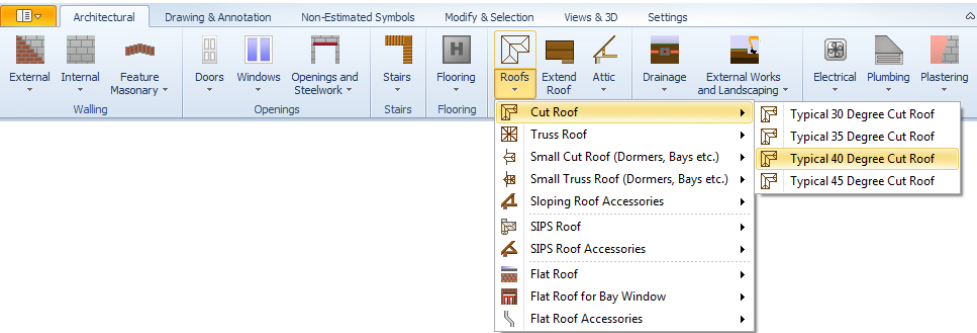 Architectural Drawing & Annotation Non-Estimated Symbols Modify & Selection Views & 3D Settings
External Internal Feature Masonary Doors Windows Openings and Steelwork Stairs Flooring Roofs Extend Roof Attic Drainage External Works and Landscaping Electrical Plumbing Plastering
Walling Openings Stairs Flooring
Cut Roof
Truss Roof
Small Cut Roof (Dormers, Bays etc.)
Small Truss Roof (Dormers, Bays etc.)
Sloping Roof Accessories
SIPS Roof
SIPS Roof Accessories
Flat Roof
Flat Roof for Bay Window
Flat Roof Accessories
Typical 30 Degree Cut Roof
Typical 35 Degree Cut Roof
Typical 40 Degree Cut Roof
Typical 45 Degree Cut Roof